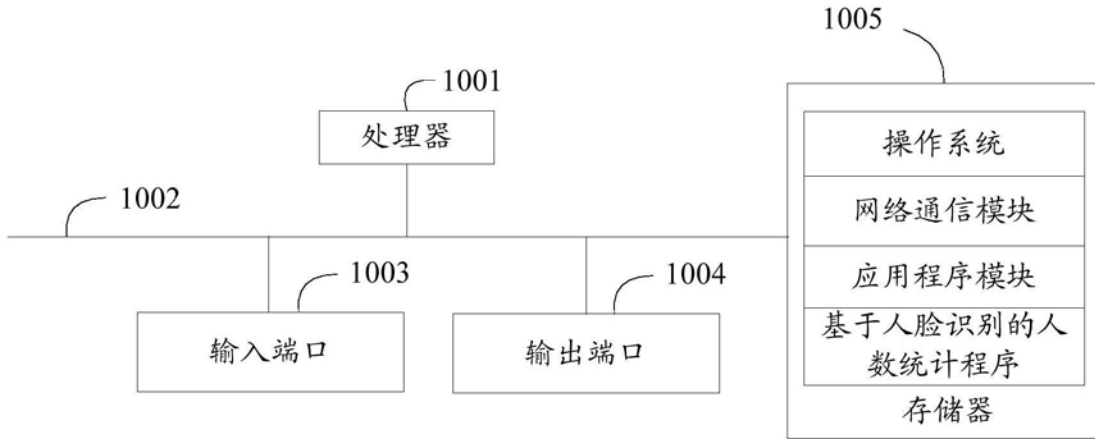 1005
1001
处理器
操作系统
1002
网络通信模块
1003
1004
应用程序模块
输入端口
输出端口
基于人脸识别的人
数统计程序
存储器